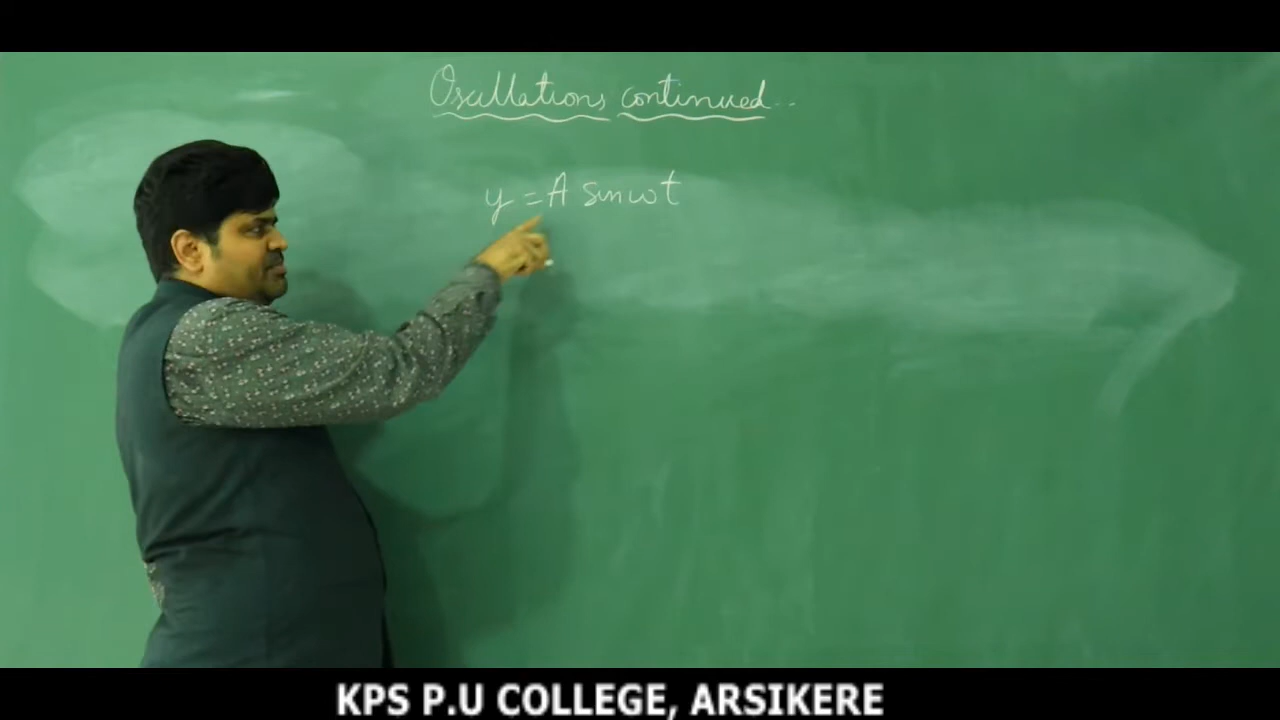 Oscillations continued..
y = A sin ωt
KPS P.U COLLEGE, ARSIKERE